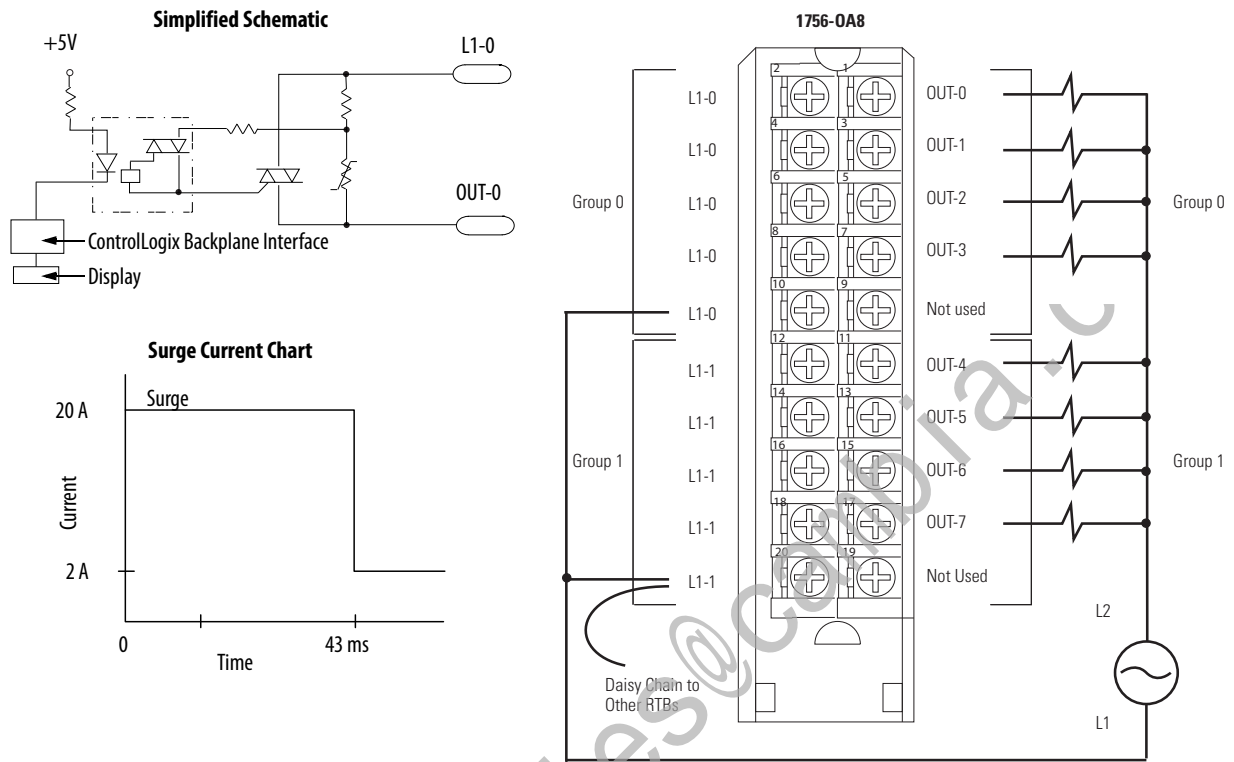 Simplified Schematic
+5V
L1-0
OUT-0
ControlLogix Backplane Interface
Display
Surge Current Chart
20 A
Surge
Current
2 A
0
43 ms
Time
1756-OA8
2 1
L1-0
OUT-0
4 3
L1-0
OUT-1
6 5
Group 0
L1-0
OUT-2
Group 0
8 7
L1-0
OUT-3
10 9
L1-0
Not used
12 11
L1-1
OUT-4
14 13
L1-1
OUT-5
16 15
Group 1
L1-1
OUT-6
Group 1
18 17
L1-1
OUT-7
20 19
L1-1
Not Used
L2
Daisy Chain to
Other RTBs
L1
es@cambia.c